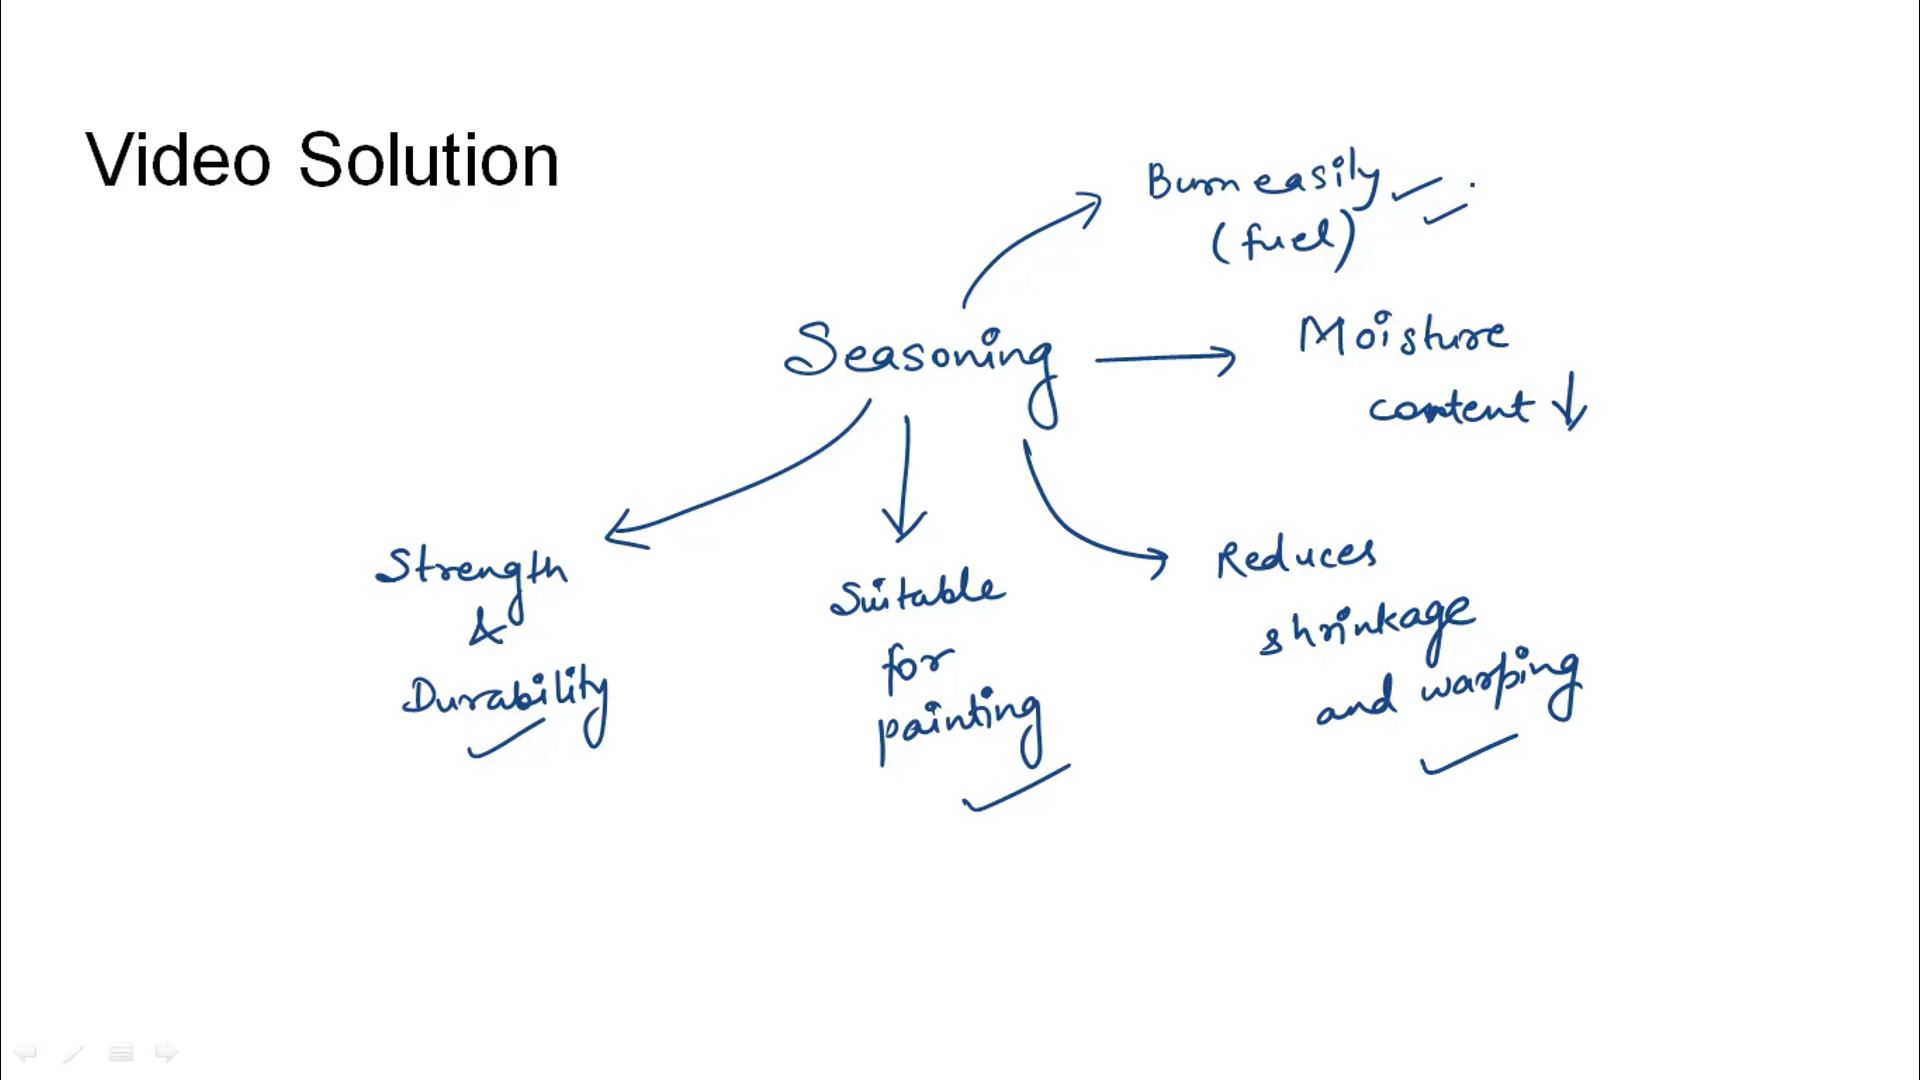 Video Solution
Burn easily
(fuel)
Seasoning
Moisture
content ↓
Strength
&
Durability
Suitable
for
painting
Reduces
shrinkage
and warping